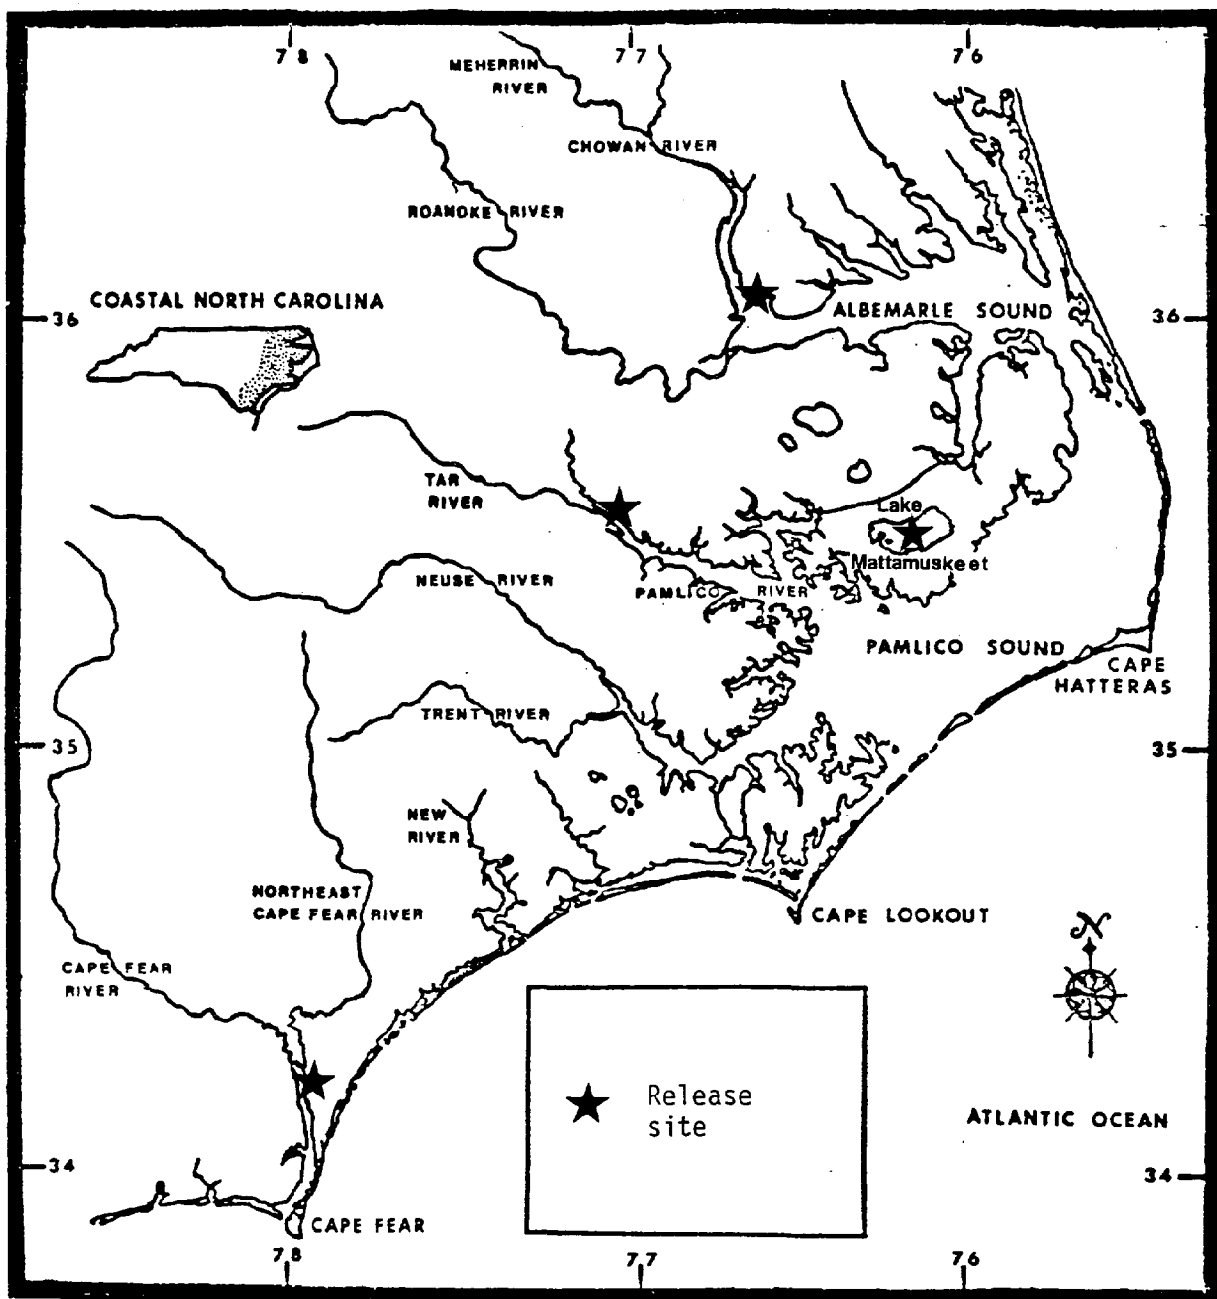 78
77
76
MEHERRIN
RIVER
CHOWAN RIVER
ROANOKE RIVER
COASTAL NORTH CAROLINA
36
ALBEMARLE SOUND
36
TAR
RIVER
Lake
Mattamuskeet
NEUSE RIVER
PAMLICO RIVER
PAMLICO SOUND
CAPE
HATTERAS
TRENT RIVER
35
35
NEW
RIVER
NORTHEAST
CAPE FEAR RIVER
CAPE LOOKOUT
N
CAPE FEAR
RIVER
Release
site
ATLANTIC OCEAN
34
34
CAPE FEAR
78
77
76